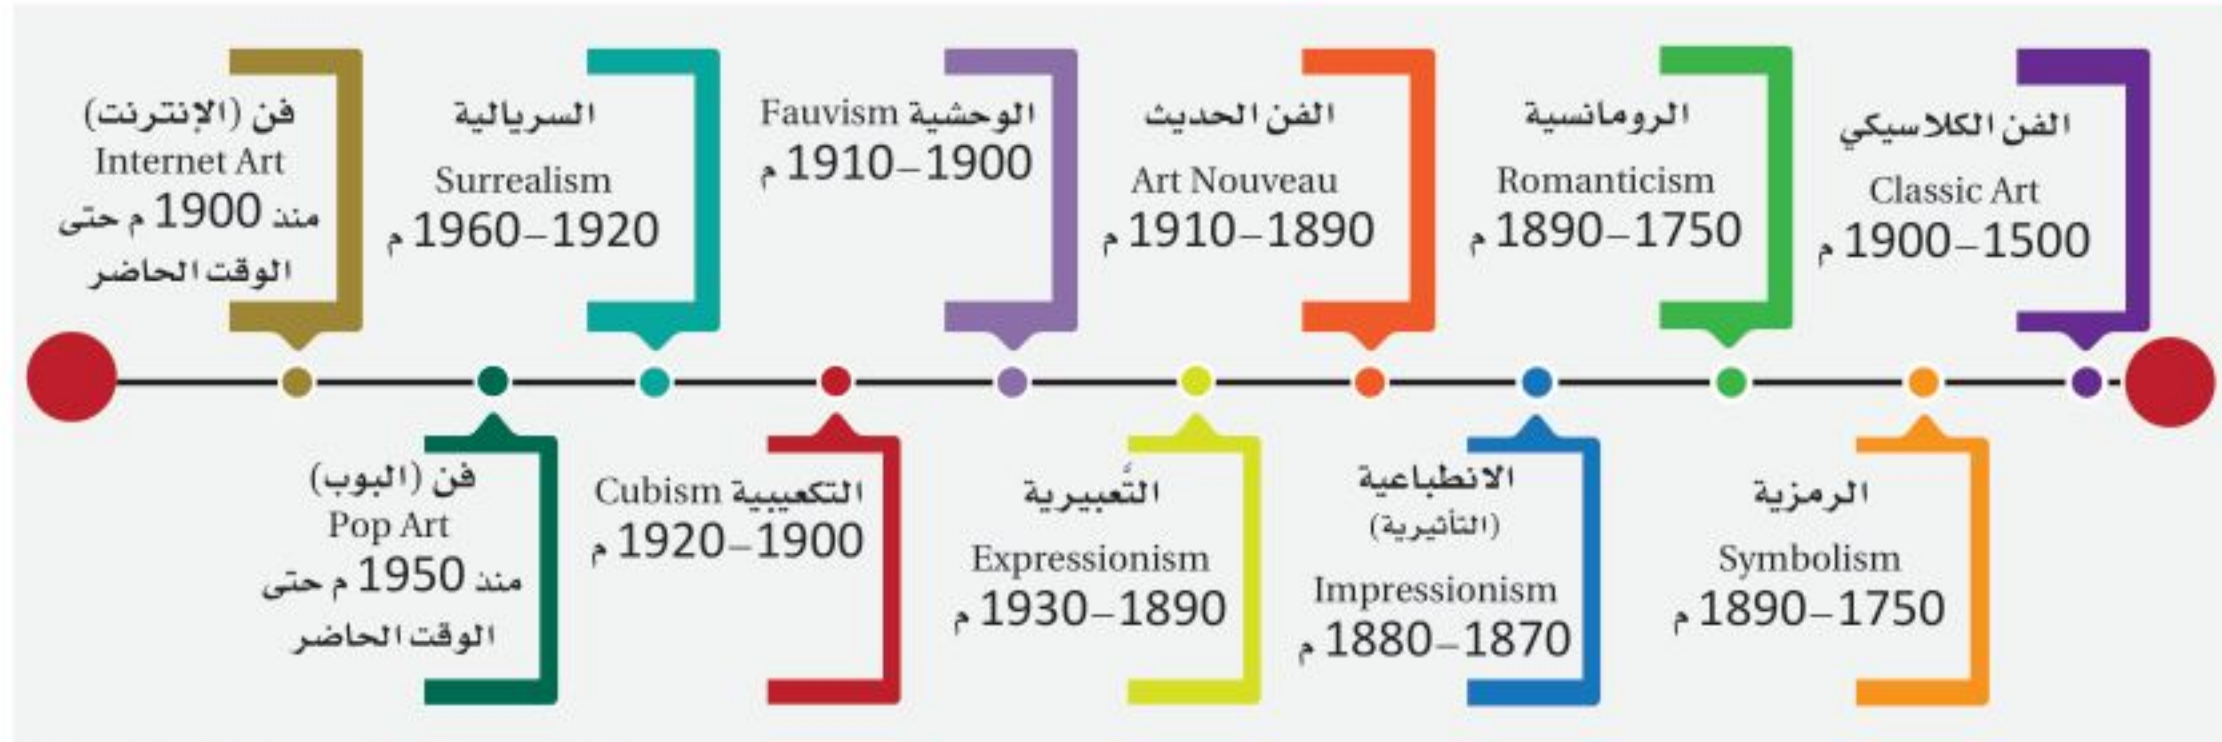 الفن الكلاسيكي
Classic Art
1500–1900 م
الرمزية
Symbolism
1750–1890 م
الرومانسية
Romanticism
1750–1890 م
الانطباعية
(التأثيرية)
Impressionism
1870–1880 م
الفن الحديث
Art Nouveau
1890–1910 م
التَّعبيرية
Expressionism
1890–1930 م
الوحشية Fauvism
1900–1910 م
التكعيبية Cubism
1900–1920 م
السريالية
Surrealism
1920–1960 م
فن (البوب)
Pop Art
منذ 1950 م حتى
الوقت الحاضر
فن (الإنترنت)
Internet Art
منذ 1900 م حتى
الوقت الحاضر